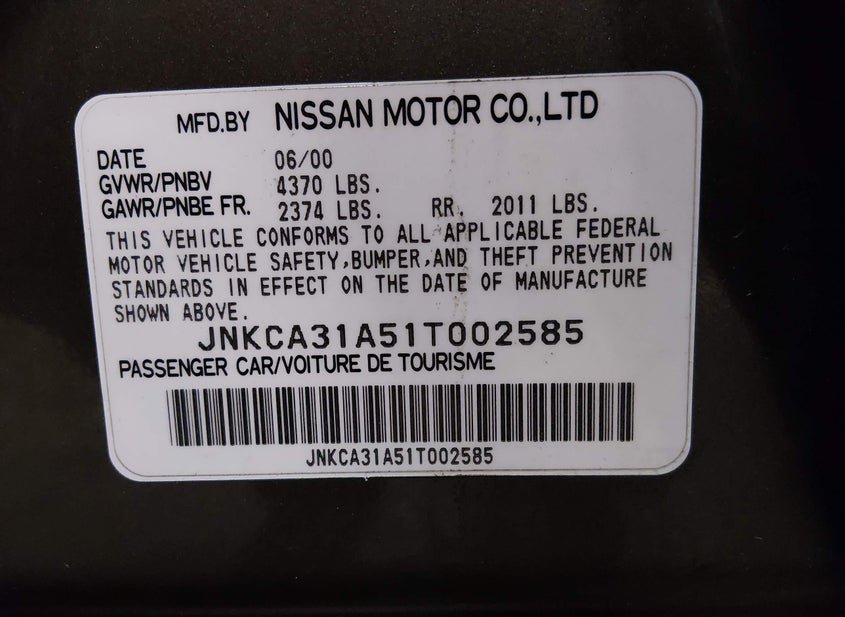 MFD.BY NISSAN MOTOR CO.,LTD
DATE 06/00
GVWR/PNBV 4370 LBS.
GAWR/PNBE FR. 2374 LBS. RR. 2011 LBS.
THIS VEHICLE CONFORMS TO ALL APPLICABLE FEDERAL
MOTOR VEHICLE SAFETY,BUMPER,AND THEFT PREVENTION
STANDARDS IN EFFECT ON THE DATE OF MANUFACTURE
SHOWN ABOVE.
JNKCA31A51T002585
PASSENGER CAR/VOITURE DE TOURISME
JNKCA31A51T002585